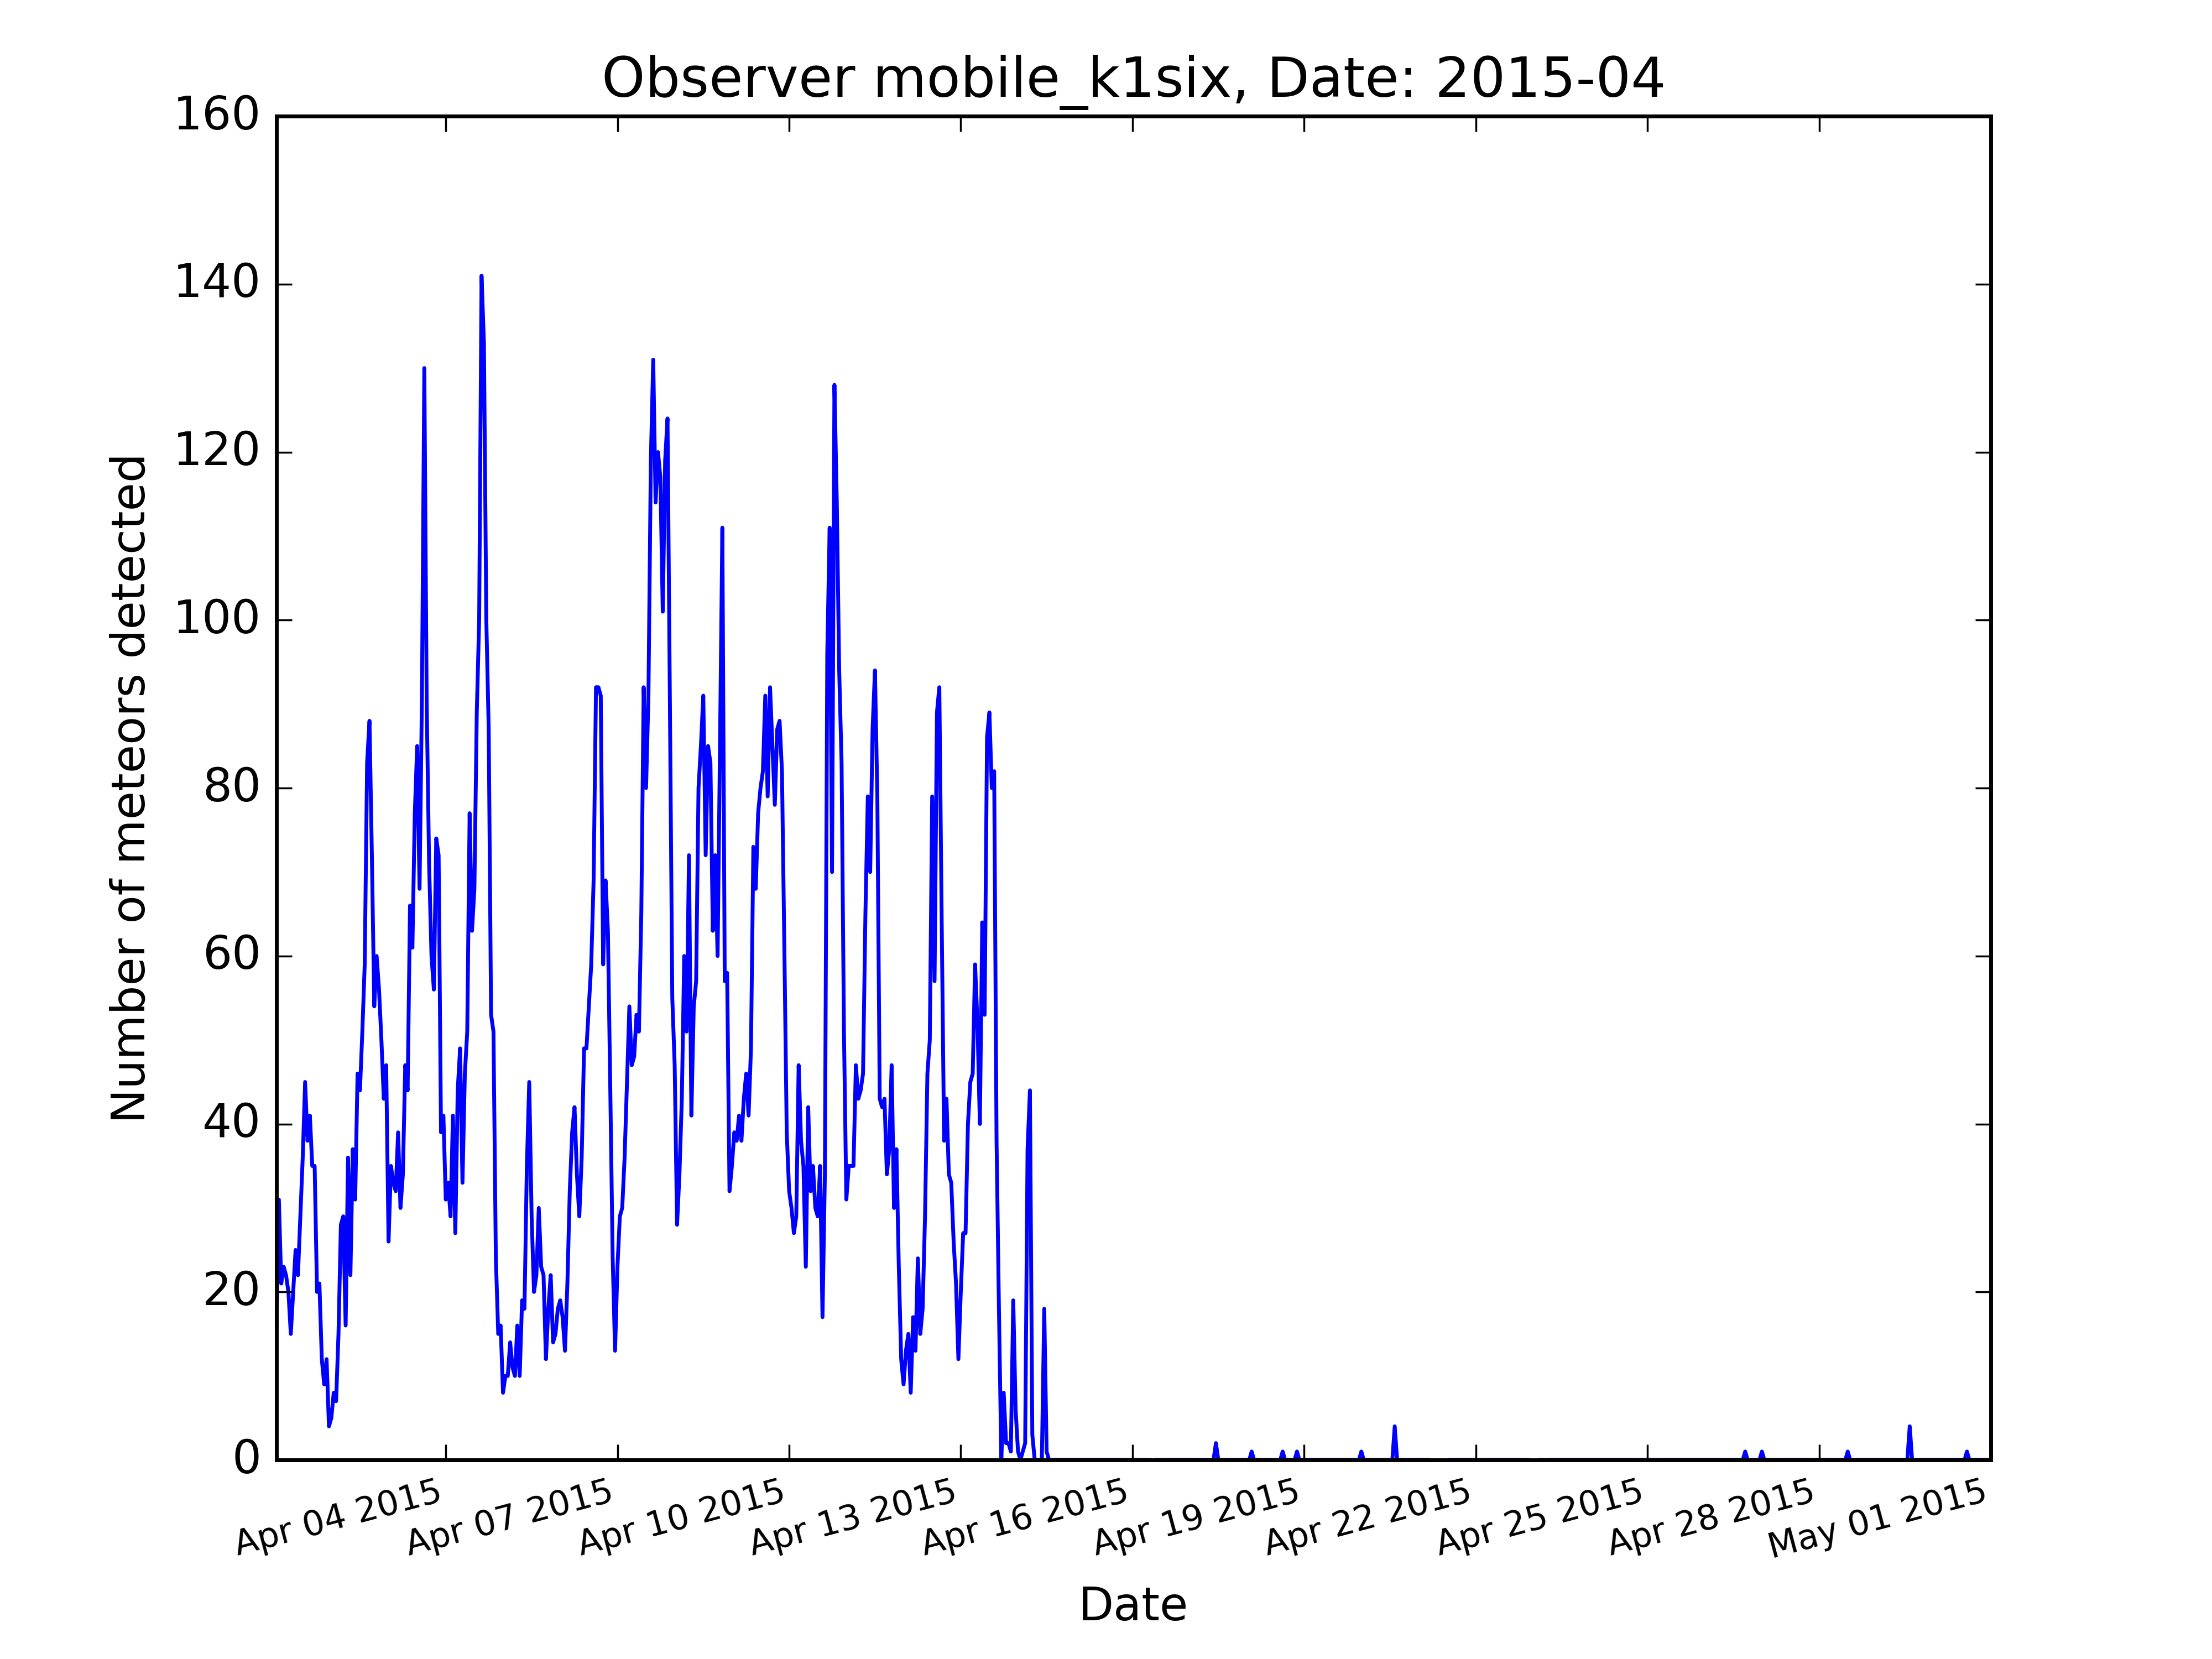 Observer mobile_k1six, Date: 2015-04
160
140
120
100
80
60
40
20
0
Number of meteors detected
Apr 04 2015
Apr 07 2015
Apr 10 2015
Apr 13 2015
Apr 16 2015
Apr 19 2015
Apr 22 2015
Apr 25 2015
Apr 28 2015
May 01 2015
Date